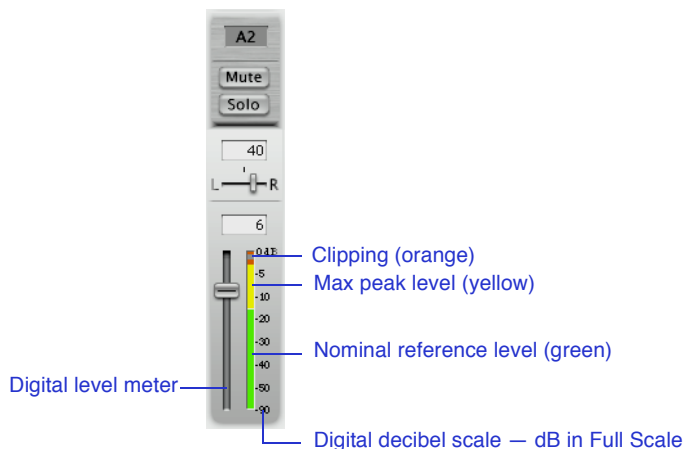 A2
Mute
Solo
40
L R
6
0dB
Clipping (orange)
-5
Max peak level (yellow)
-10
-20
-30
Nominal reference level (green)
-40
Digital level meter
-50
-90
Digital decibel scale — dB in Full Scale